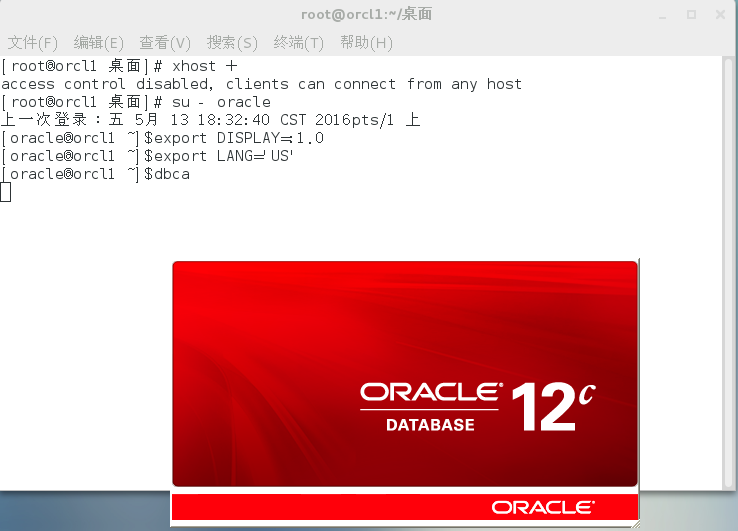 root@orcl1:~/桌面
文件(F) 编辑(E) 查看(V) 搜索(S) 终端(T) 帮助(H)
[root@orcl1 桌面]# xhost +
access control disabled, clients can connect from any host
[root@orcl1 桌面]# su - oracle
上一次登录：五 5月 13 18:32:40 CST 2016pts/1 上
[oracle@orcl1 ~]$export DISPLAY=:1.0
[oracle@orcl1 ~]$export LANG='US'
[oracle@orcl1 ~]$dbca
ORACLE® 12c
DATABASE
ORACLE®